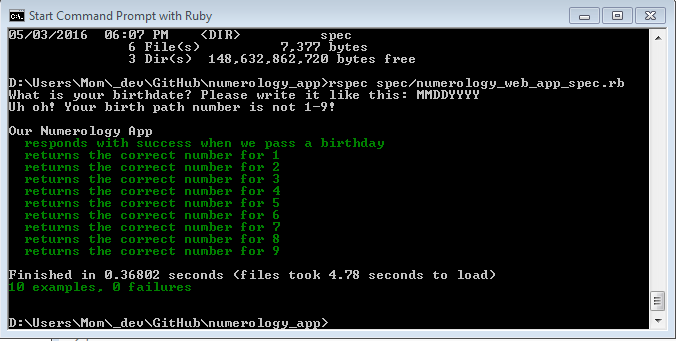 Start Command Prompt with Ruby
05/03/2016  06:07 PM    <DIR>          spec
               6 File(s)          7,377 bytes
               3 Dir(s)  148,632,862,720 bytes free
D:\Users\Mom\_dev\GitHub\numerology_app>rspec spec/numerology_web_app_spec.rb
What is your birthdate? Please write it like this: MMDDYYYY
Uh oh! Your birth path number is not 1-9!
Our Numerology App
  responds with success when we pass a birthday
  returns the correct number for 1
  returns the correct number for 2
  returns the correct number for 3
  returns the correct number for 4
  returns the correct number for 5
  returns the correct number for 6
  returns the correct number for 7
  returns the correct number for 8
  returns the correct number for 9
Finished in 0.36802 seconds (files took 4.78 seconds to load)
10 examples, 0 failures
D:\Users\Mom\_dev\GitHub\numerology_app>